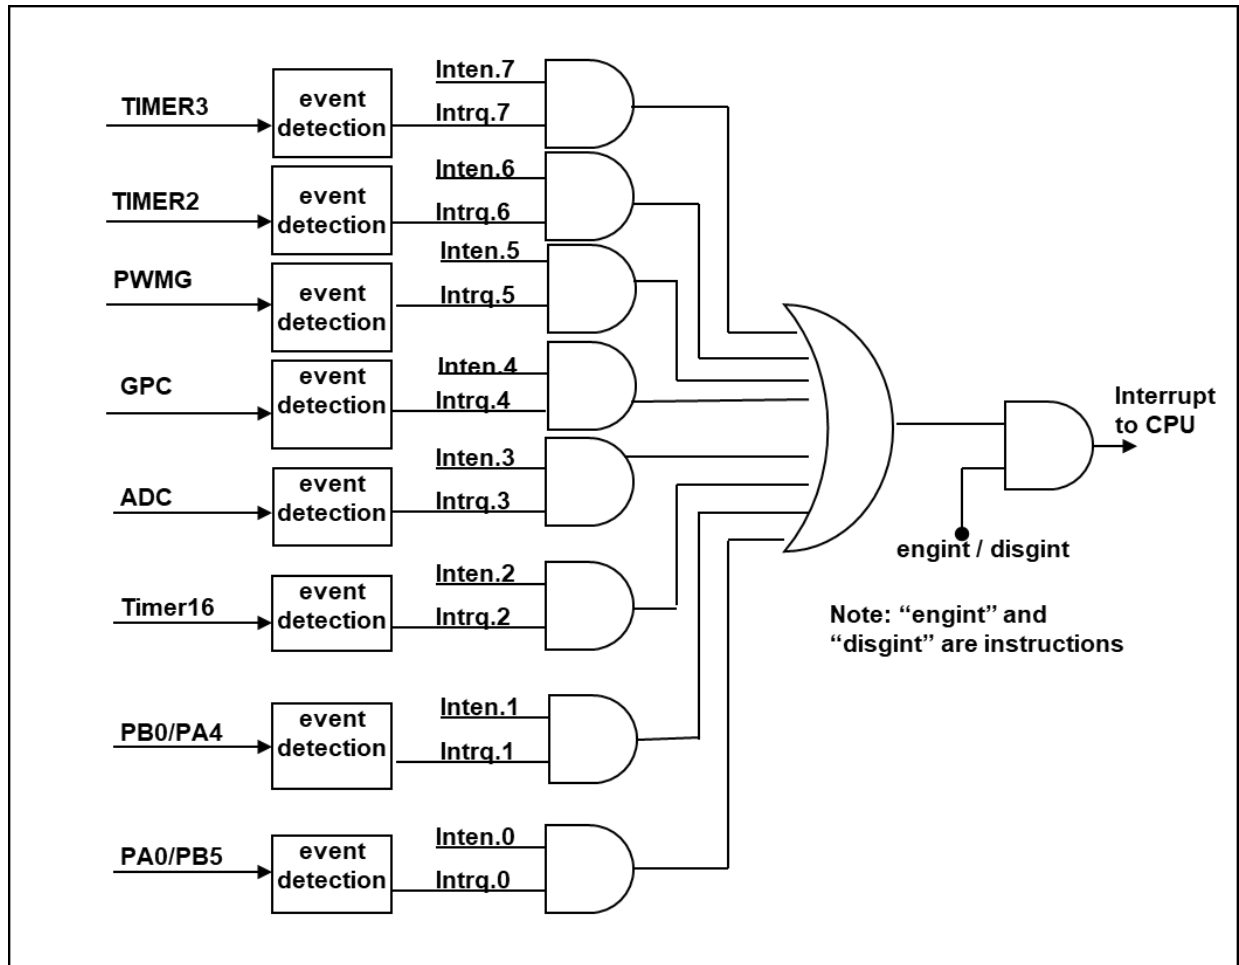 TIMER3
event
detection
Inten.7
Intrq.7
TIMER2
event
detection
Inten.6
Intrq.6
PWMG
event
detection
Inten.5
Intrq.5
GPC
event
detection
Inten.4
Intrq.4
ADC
event
detection
Inten.3
Intrq.3
Timer16
event
detection
Inten.2
Intrq.2
PB0/PA4
event
detection
Inten.1
Intrq.1
PA0/PB5
event
detection
Inten.0
Intrq.0
Interrupt
to CPU
engint / disgint
Note: “engint” and
“disgint” are instructions